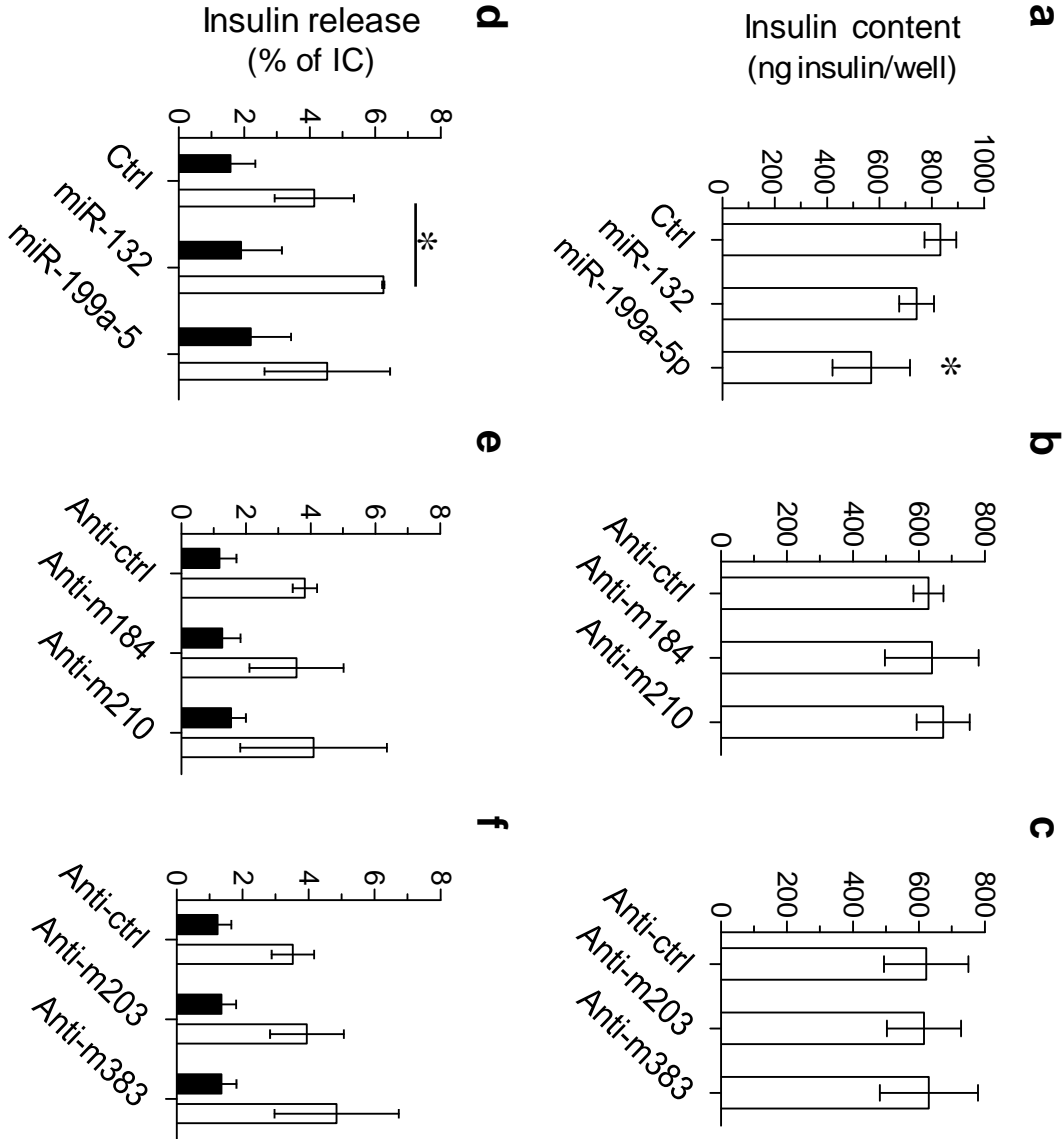 a
Insulin content
(ng insulin/well)
0
200
400
600
800
1000
Ctrl
miR-132
miR-199a-5p
*
b
0
200
400
600
800
Anti-ctrl
Anti-m184
Anti-m210
c
0
200
400
600
800
Anti-ctrl
Anti-m203
Anti-m383
d
Insulin release
(% of IC)
0
2
4
6
8
Ctrl
miR-132
miR-199a-5
*
e
0
2
4
6
8
Anti-ctrl
Anti-m184
Anti-m210
f
0
2
4
6
8
Anti-ctrl
Anti-m203
Anti-m383